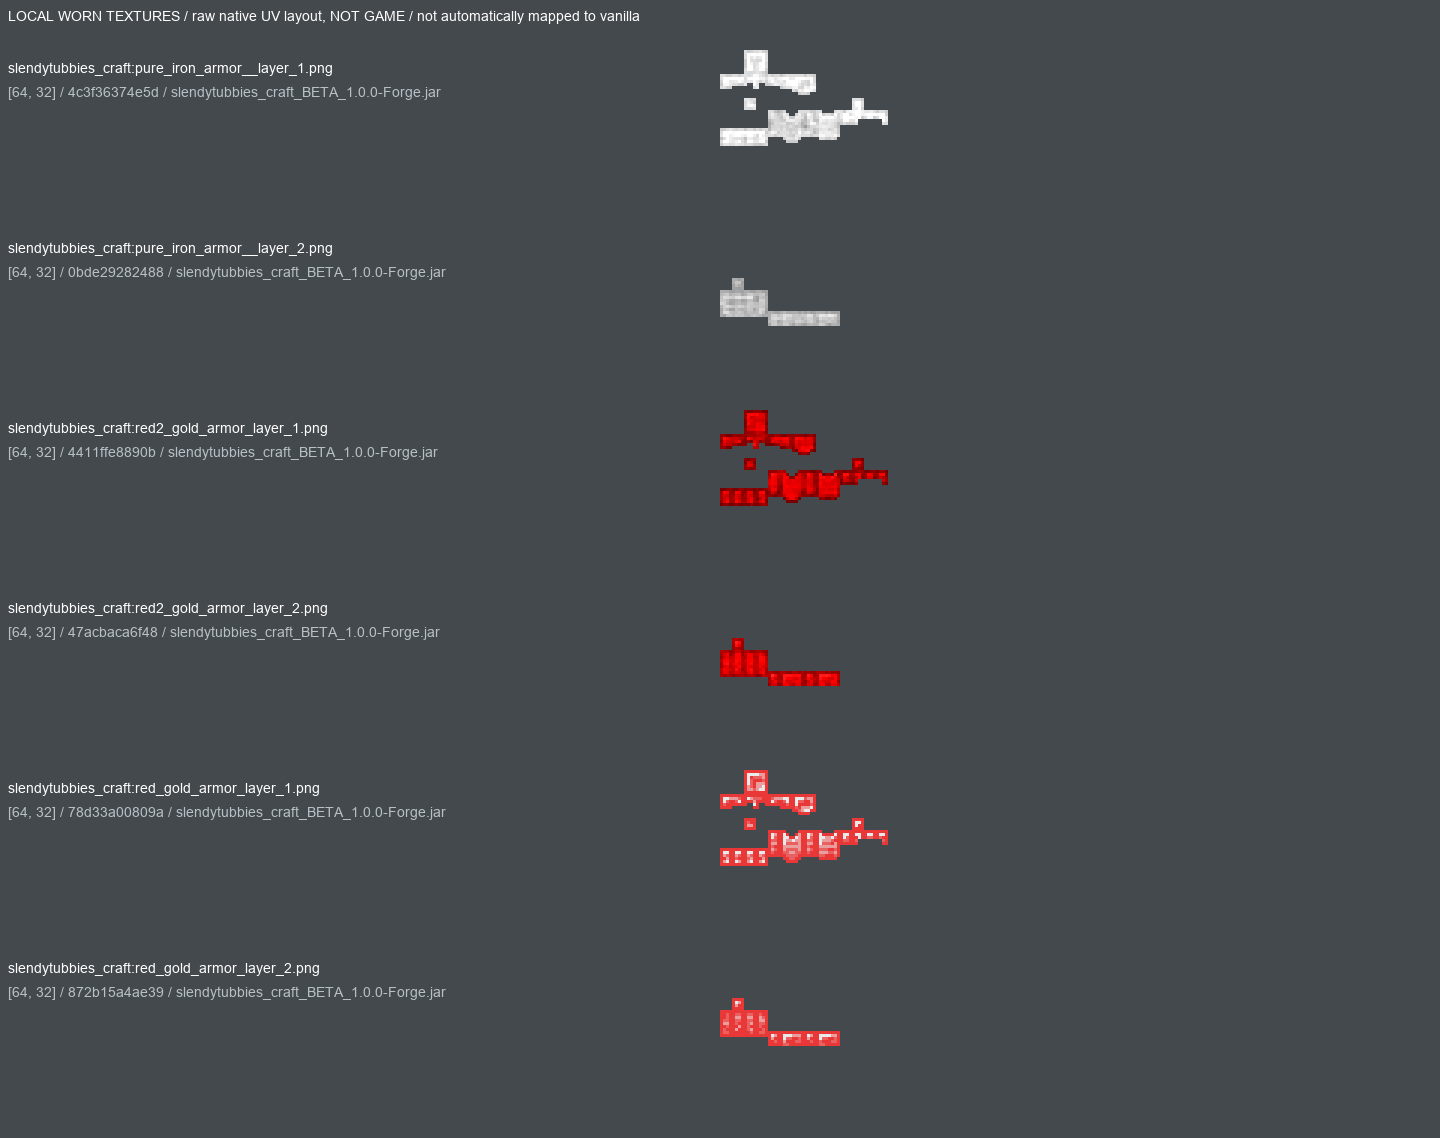 LOCAL WORN TEXTURES / raw native UV layout, NOT GAME / not automatically mapped to vanilla
slendytubbies_craft:pure_iron_armor__layer_1.png
[64, 32] / 4c3f36374e5d / slendytubbies_craft_BETA_1.0.0-Forge.jar
slendytubbies_craft:pure_iron_armor__layer_2.png
[64, 32] / 0bde29282488 / slendytubbies_craft_BETA_1.0.0-Forge.jar
slendytubbies_craft:red2_gold_armor_layer_1.png
[64, 32] / 4411ffe8890b / slendytubbies_craft_BETA_1.0.0-Forge.jar
slendytubbies_craft:red2_gold_armor_layer_2.png
[64, 32] / 47acbaca6f48 / slendytubbies_craft_BETA_1.0.0-Forge.jar
slendytubbies_craft:red_gold_armor_layer_1.png
[64, 32] / 78d33a00809a / slendytubbies_craft_BETA_1.0.0-Forge.jar
slendytubbies_craft:red_gold_armor_layer_2.png
[64, 32] / 872b15a4ae39 / slendytubbies_craft_BETA_1.0.0-Forge.jar